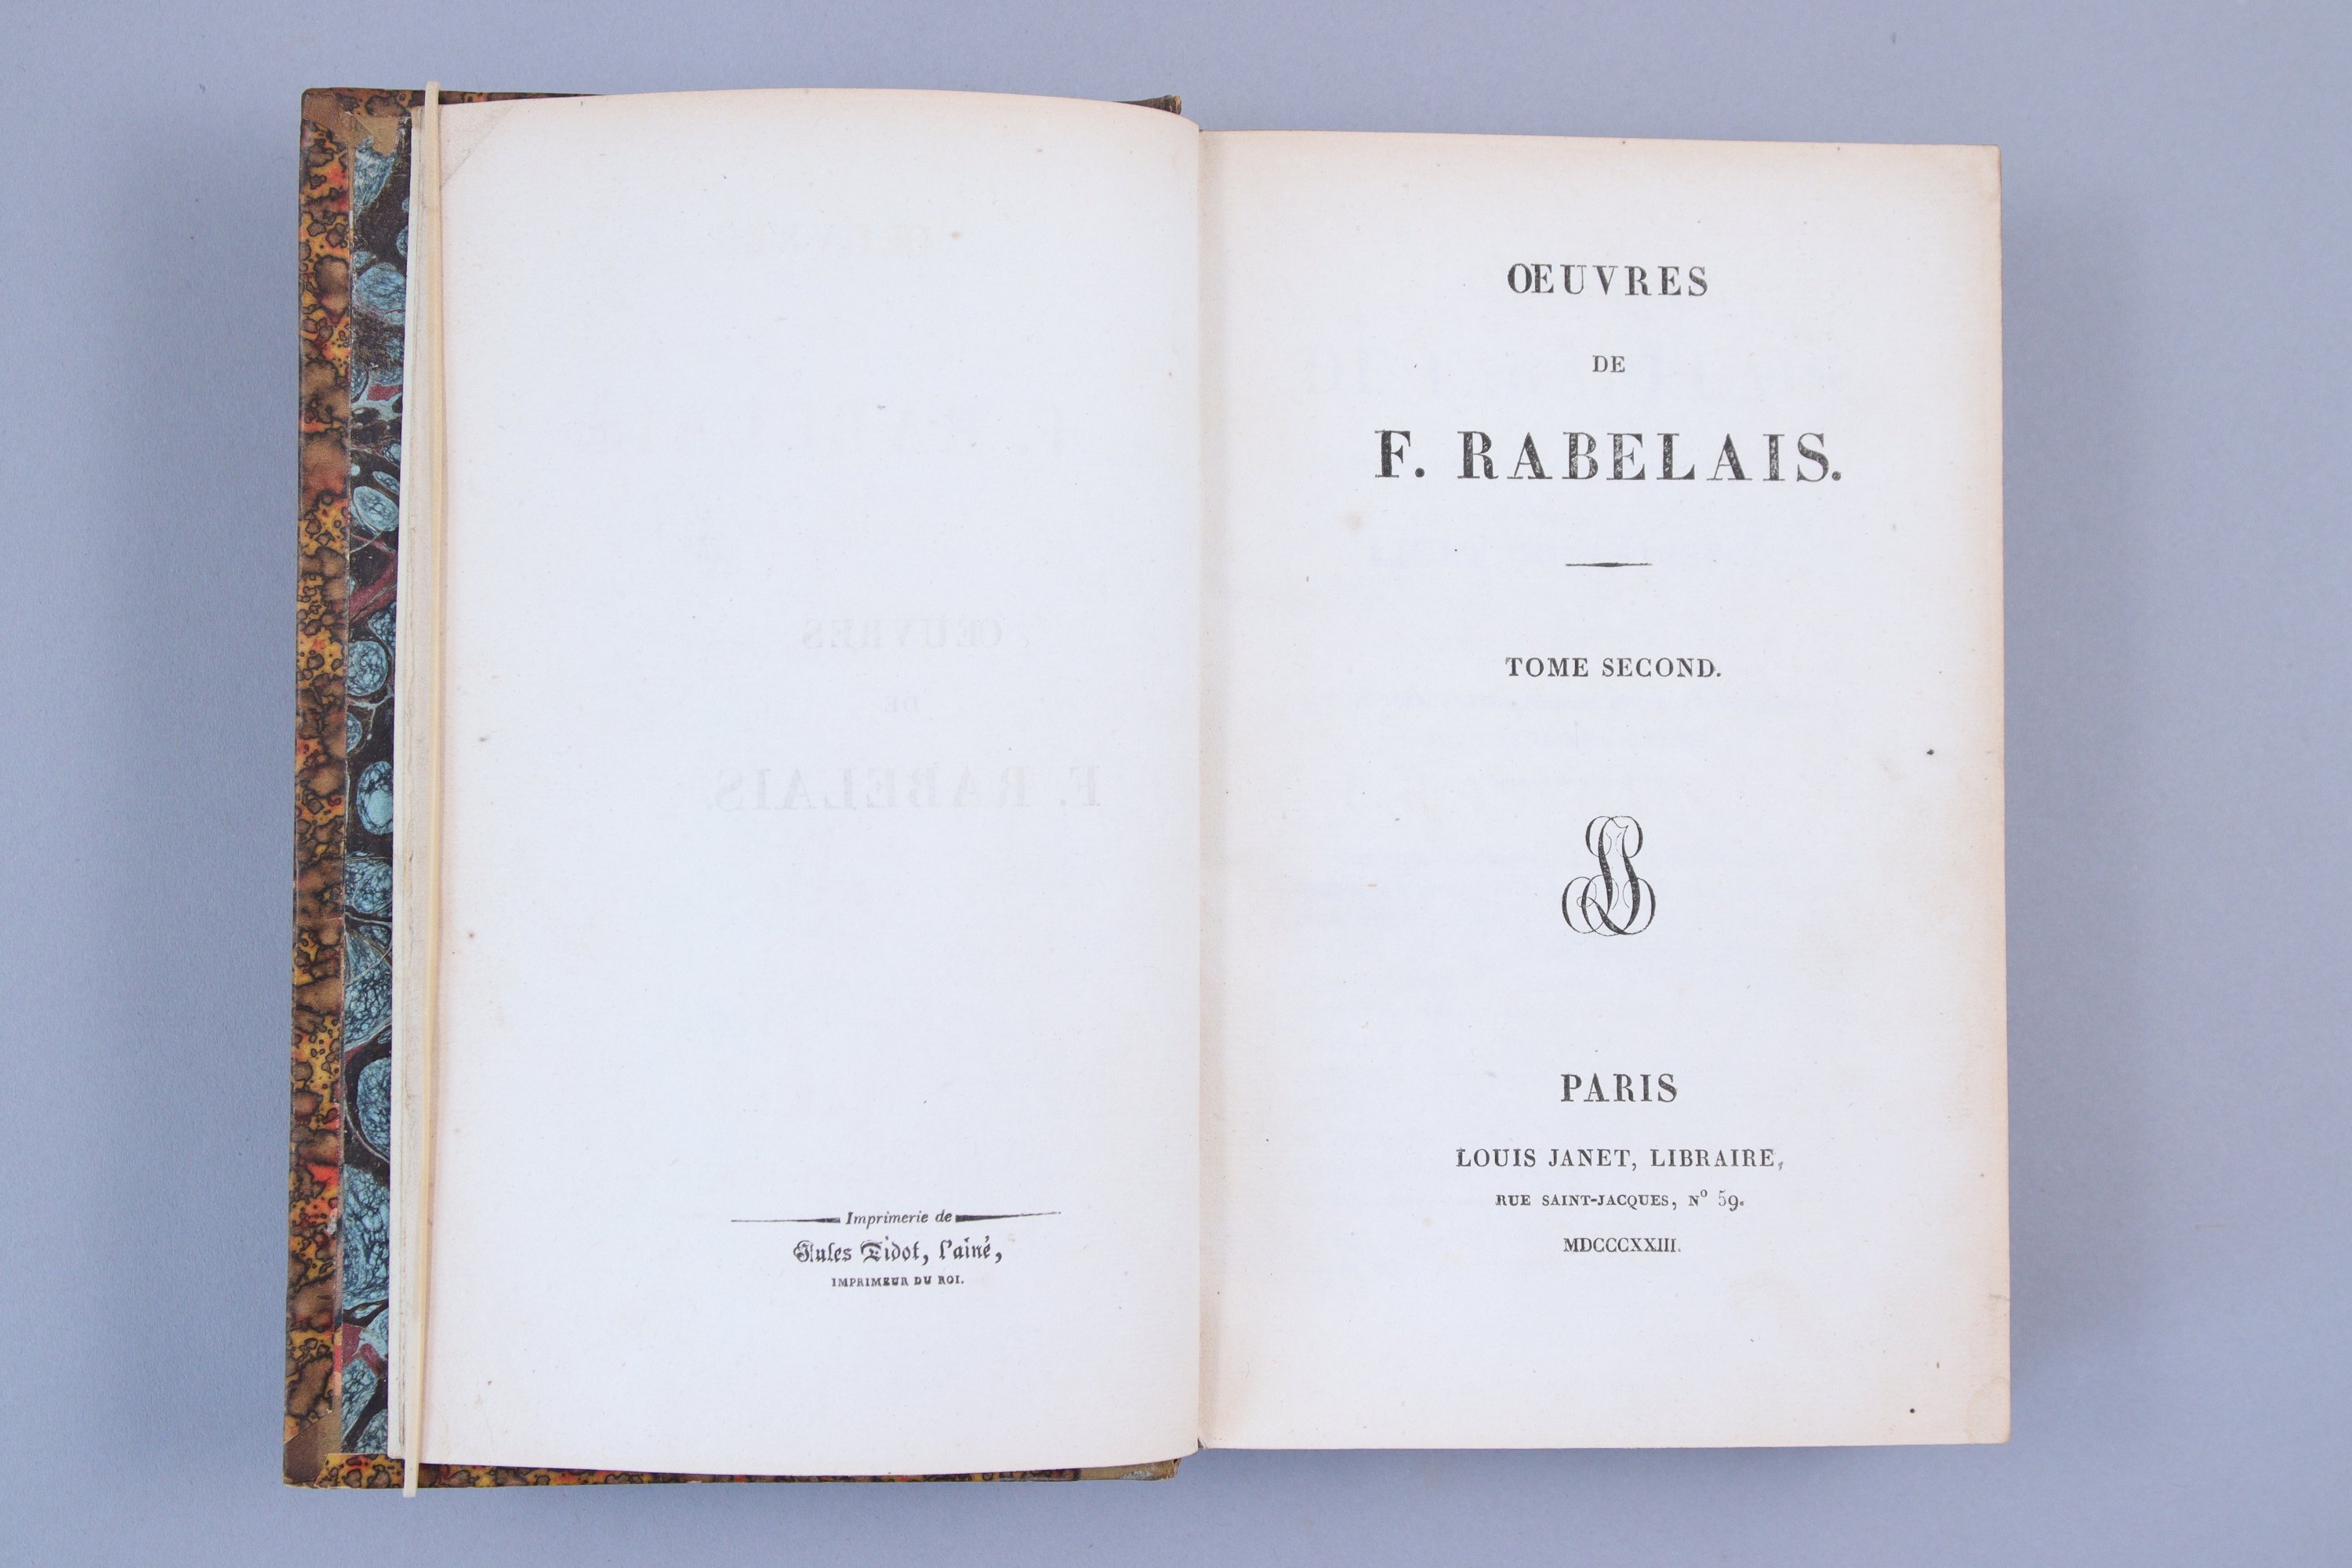 Imprimerie de
Jules Didot, l'ainé,
IMPRIMEUR DU ROI.
ŒUVRES
DE
F. RABELAIS.
TOME SECOND.
PARIS
LOUIS JANET, LIBRAIRE,
RUE SAINT-JACQUES, Nº 59.
MDCCCXXIII.